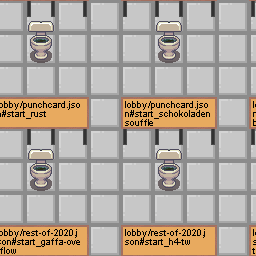 lobby/punchcard.jso
n#start_rust
lobby/punchcard.jso
n#start_schokoladen
souffle
lobby/rest-of-2020.j
son#start_gaffa-ove
rflow
lobby/rest-of-2020.j
son#start_h4-tw